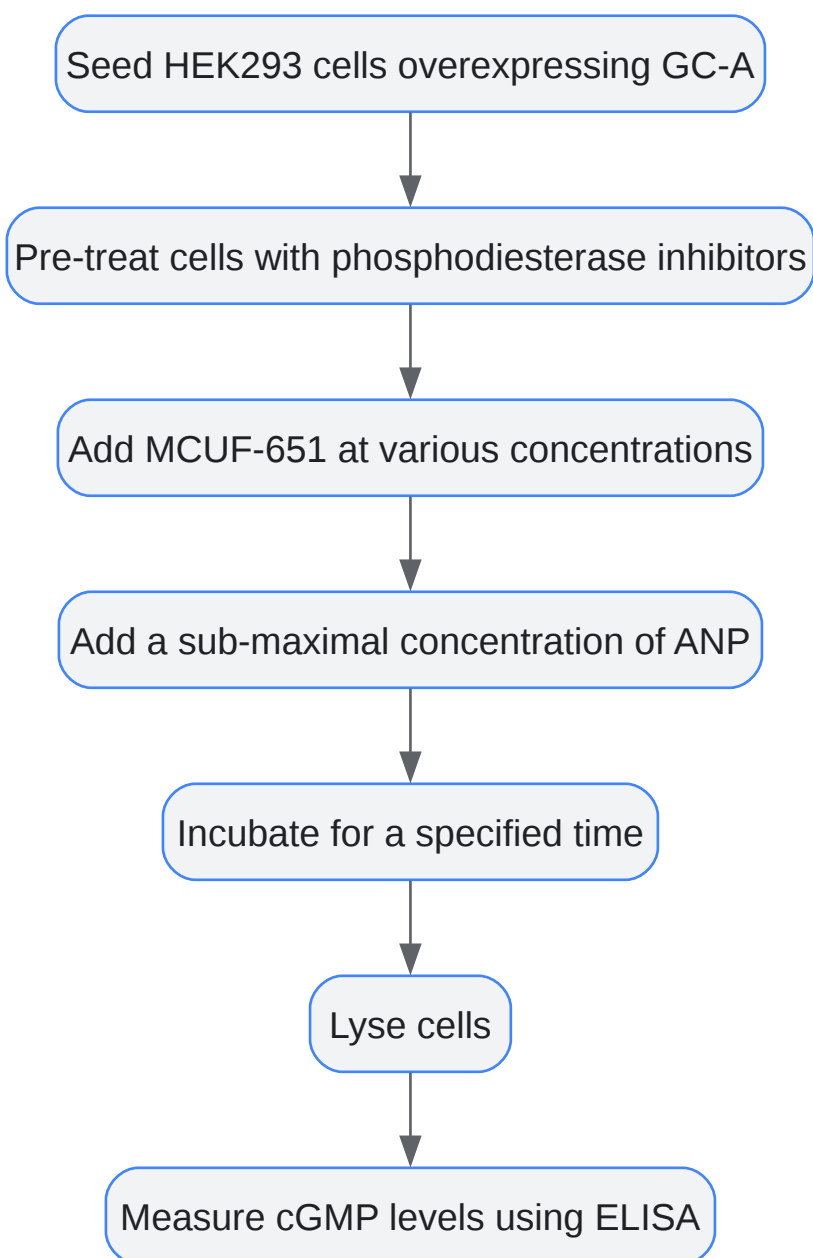 Seed HEK293 cells overexpressing GC-A
Pre-treat cells with phosphodiesterase inhibitors
Add MCUF-651 at various concentrations
Add a sub-maximal concentration of ANP
Incubate for a specified time
Lyse cells
Measure cGMP levels using ELISA